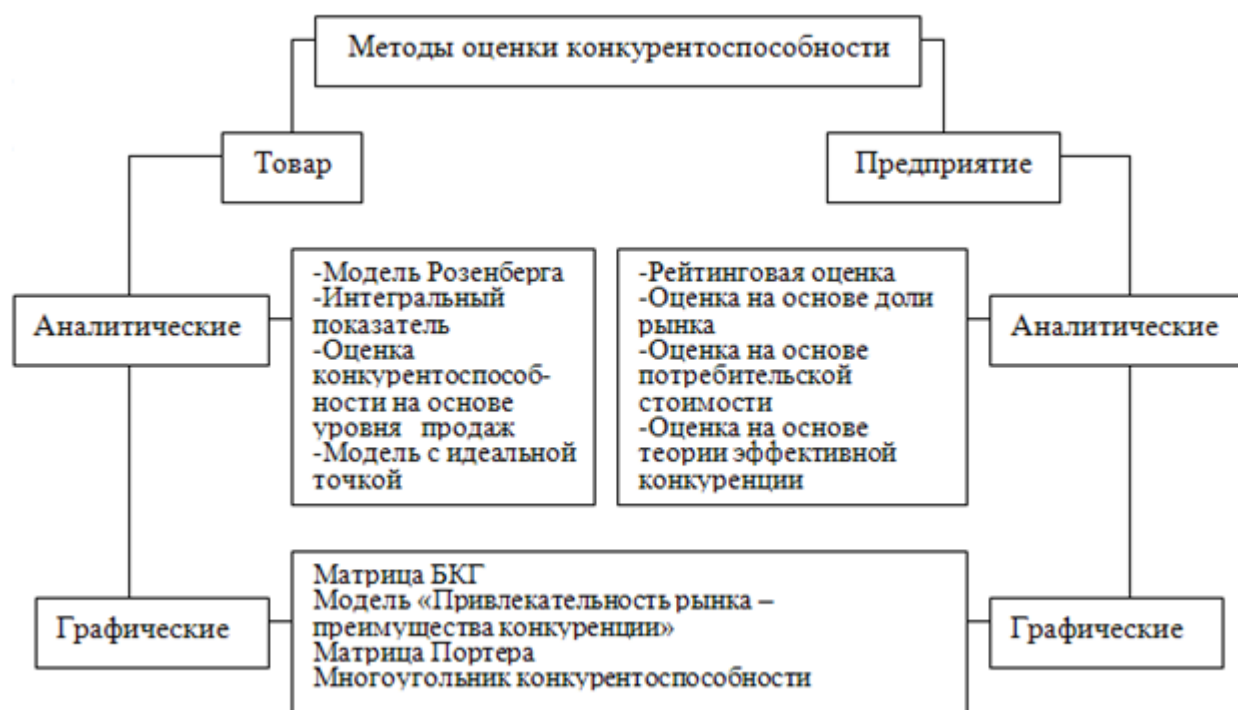 Методы оценки конкурентоспособности
Товар
Предприятие
Аналитические
-Модель Розенберга
-Интегральный
показатель
-Оценка
конкурентоспособ-
ности на основе
уровня продаж
-Модель с идеальной
точкой
-Рейтинговая оценка
-Оценка на основе доли
рынка
-Оценка на основе
потребительской
стоимости
-Оценка на основе
теории эффективной
конкуренции
Аналитические
Графические
Матрица БКГ
Модель «Привлекательность рынка –
преимущества конкуренции»
Матрица Портера
Многоугольник конкурентоспособности
Графические